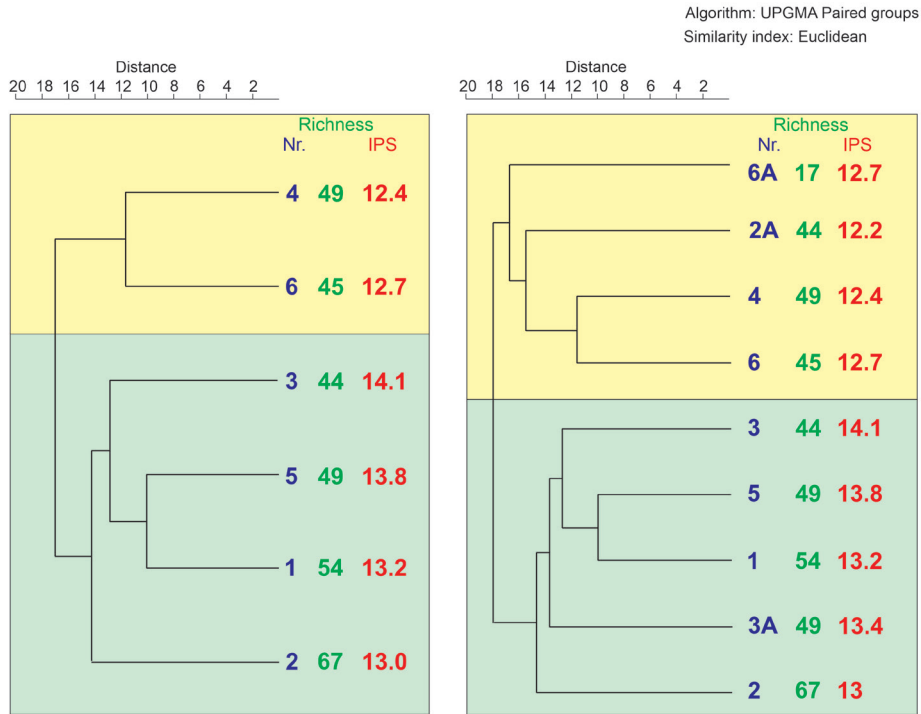 Algorithm: UPGMA Paired groups
Similarity index: Euclidean
Distance
20 18 16 14 12 10 8 6 4 2
Richness
Nr. IPS
4 49 12.4
6 45 12.7
3 44 14.1
5 49 13.8
1 54 13.2
2 67 13.0
Distance
20 18 16 14 12 10 8 6 4 2
Richness
Nr. IPS
6A 17 12.7
2A 44 12.2
4 49 12.4
6 45 12.7
3 44 14.1
5 49 13.8
1 54 13.2
3A 49 13.4
2 67 13